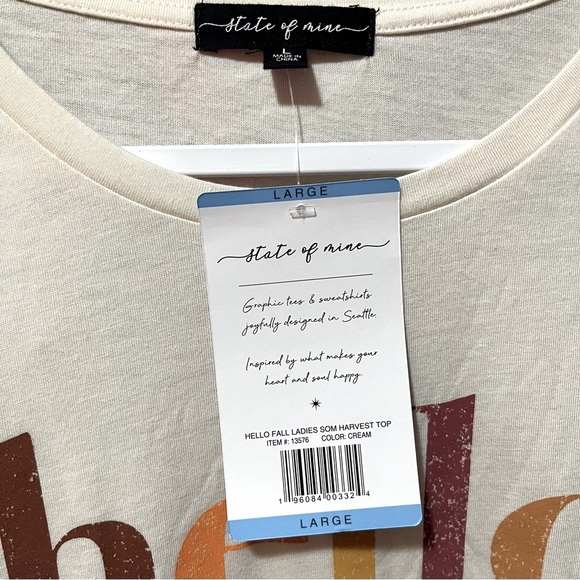 state of mine
L
MADE IN
CHINA
LARGE
state of mine
Graphic tees & sweatshirts
joyfully designed in Seattle.
Inspired by what makes your
heart and soul happy
HELLO FALL LADIES SOM HARVEST TOP
ITEM #: 13576 COLOR: CREAM
1 96084 00332 4
LARGE
hello